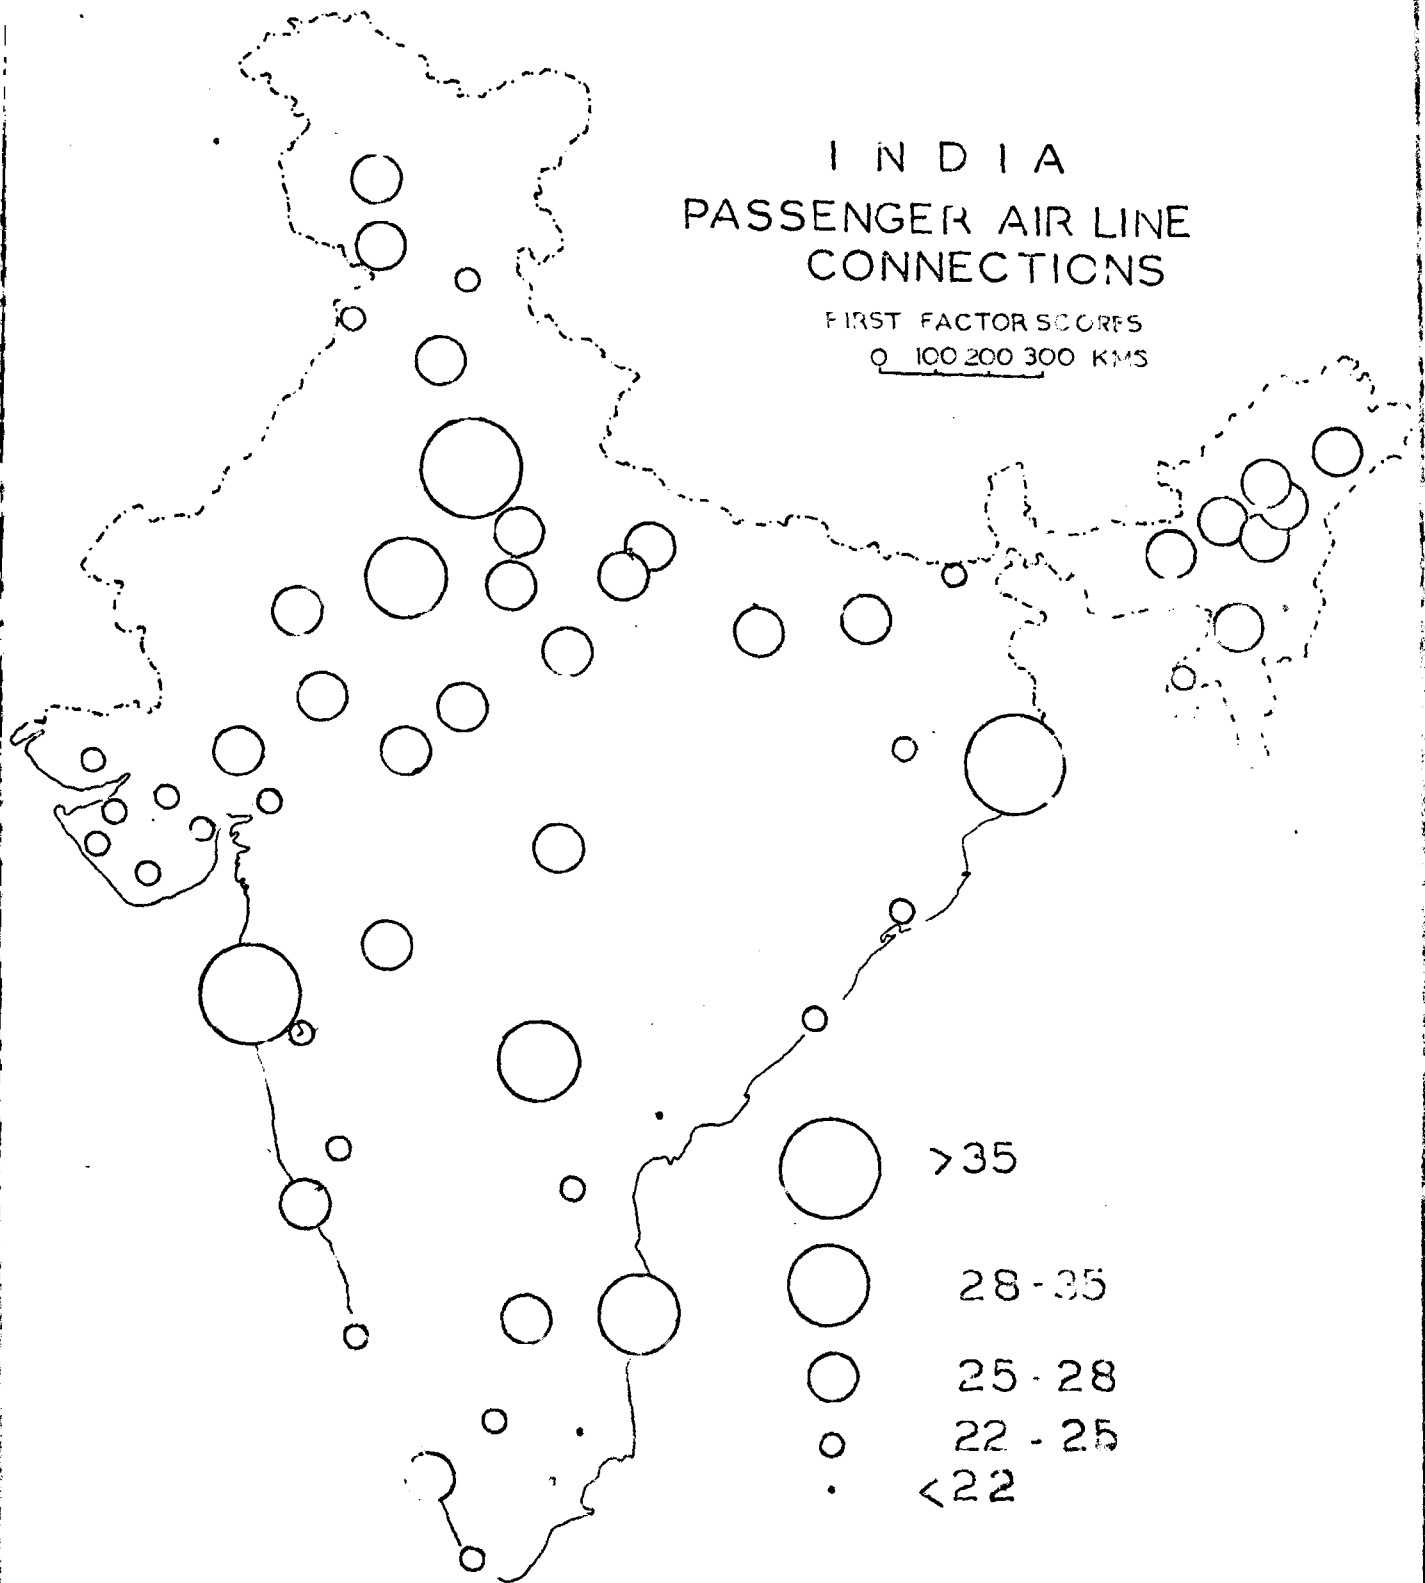 INDIA
PASSENGER AIR LINE
CONNECTIONS
FIRST FACTOR SCORES
0 100 200 300 KMS
>35
28-35
25-28
22-25
<22